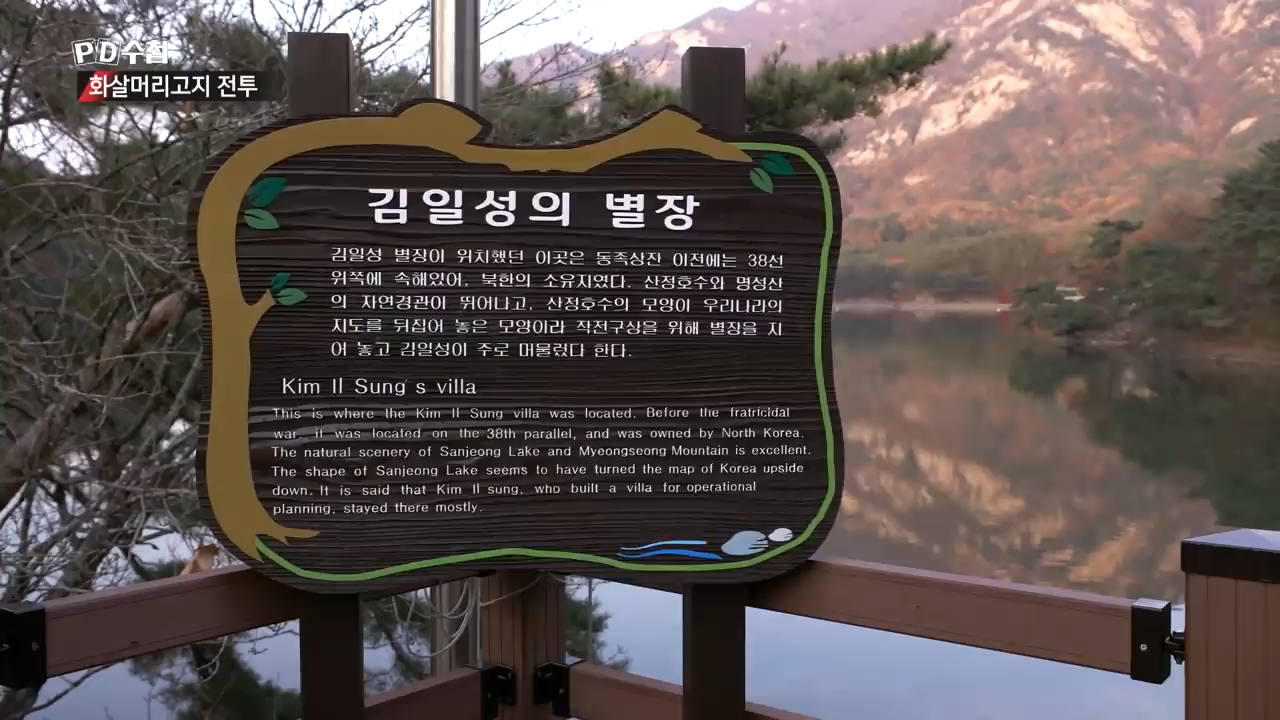 PD수첩
화살머리고지 전투
김일성의 별장
김일성 별장이 위치했던 이곳은 동족상잔 이전에는 38선
위쪽에 속해있어, 북한의 소유지였다. 산정호수와 명성산
의 자연경관이 뛰어나고, 산정호수의 모양이 우리나라의
지도를 뒤집어 놓은 모양이라 작전구상을 위해 별장을 지
어 놓고 김일성이 주로 머물렀다 한다.
Kim Il Sung s villa
This is where the Kim Il Sung villa was located. Before the fratricidal
war, it was located on the 38th parallel, and was owned by North Korea.
The natural scenery of Sanjeong Lake and Myeongseong Mountain is excellent.
The shape of Sanjeong Lake seems to have turned the map of Korea upside
down. It is said that Kim Il sung, who built a villa for operational
planning, stayed there mostly.